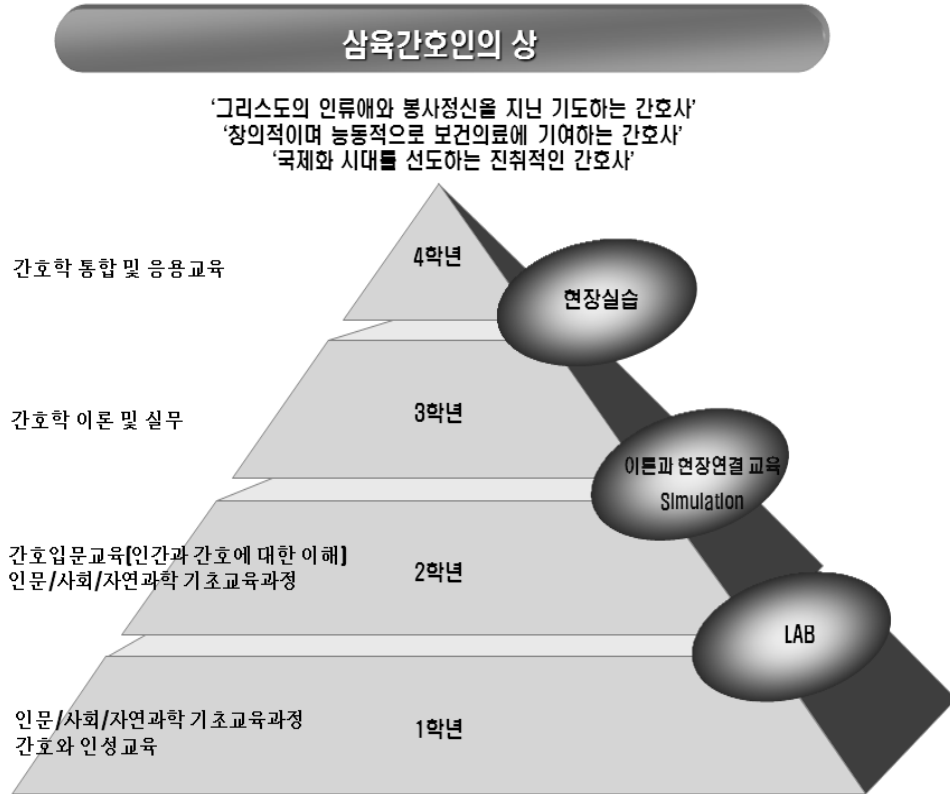 삼육간호인의 상
'그리스도의 인류애와 봉사정신을 지닌 기도하는 간호사'
'창의적이며 능동적으로 보건의료에 기여하는 간호사'
'국제화 시대를 선도하는 진취적인 간호사'
간호학 통합 및 응용교육
4학년
현장실습
간호학 이론 및 실무
3학년
이론과 현장연결 교육
Simulation
간호입문교육(인간과 간호에 대한 이해)
인문/사회/자연과학 기초교육과정
2학년
LAB
인문/사회/자연과학 기초교육과정
간호와 인성교육
1학년